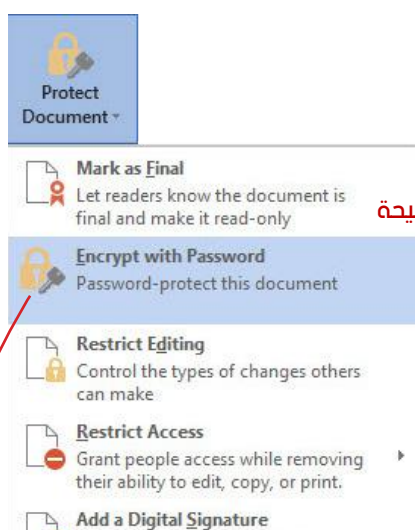 Protect
Document
Mark as Final
Let readers know the document is
final and make it read-only
Encrypt with Password
Password-protect this document
Restrict Editing
Control the types of changes others
can make
Restrict Access
Grant people access while removing
their ability to edit, copy, or print.
Add a Digital Signature